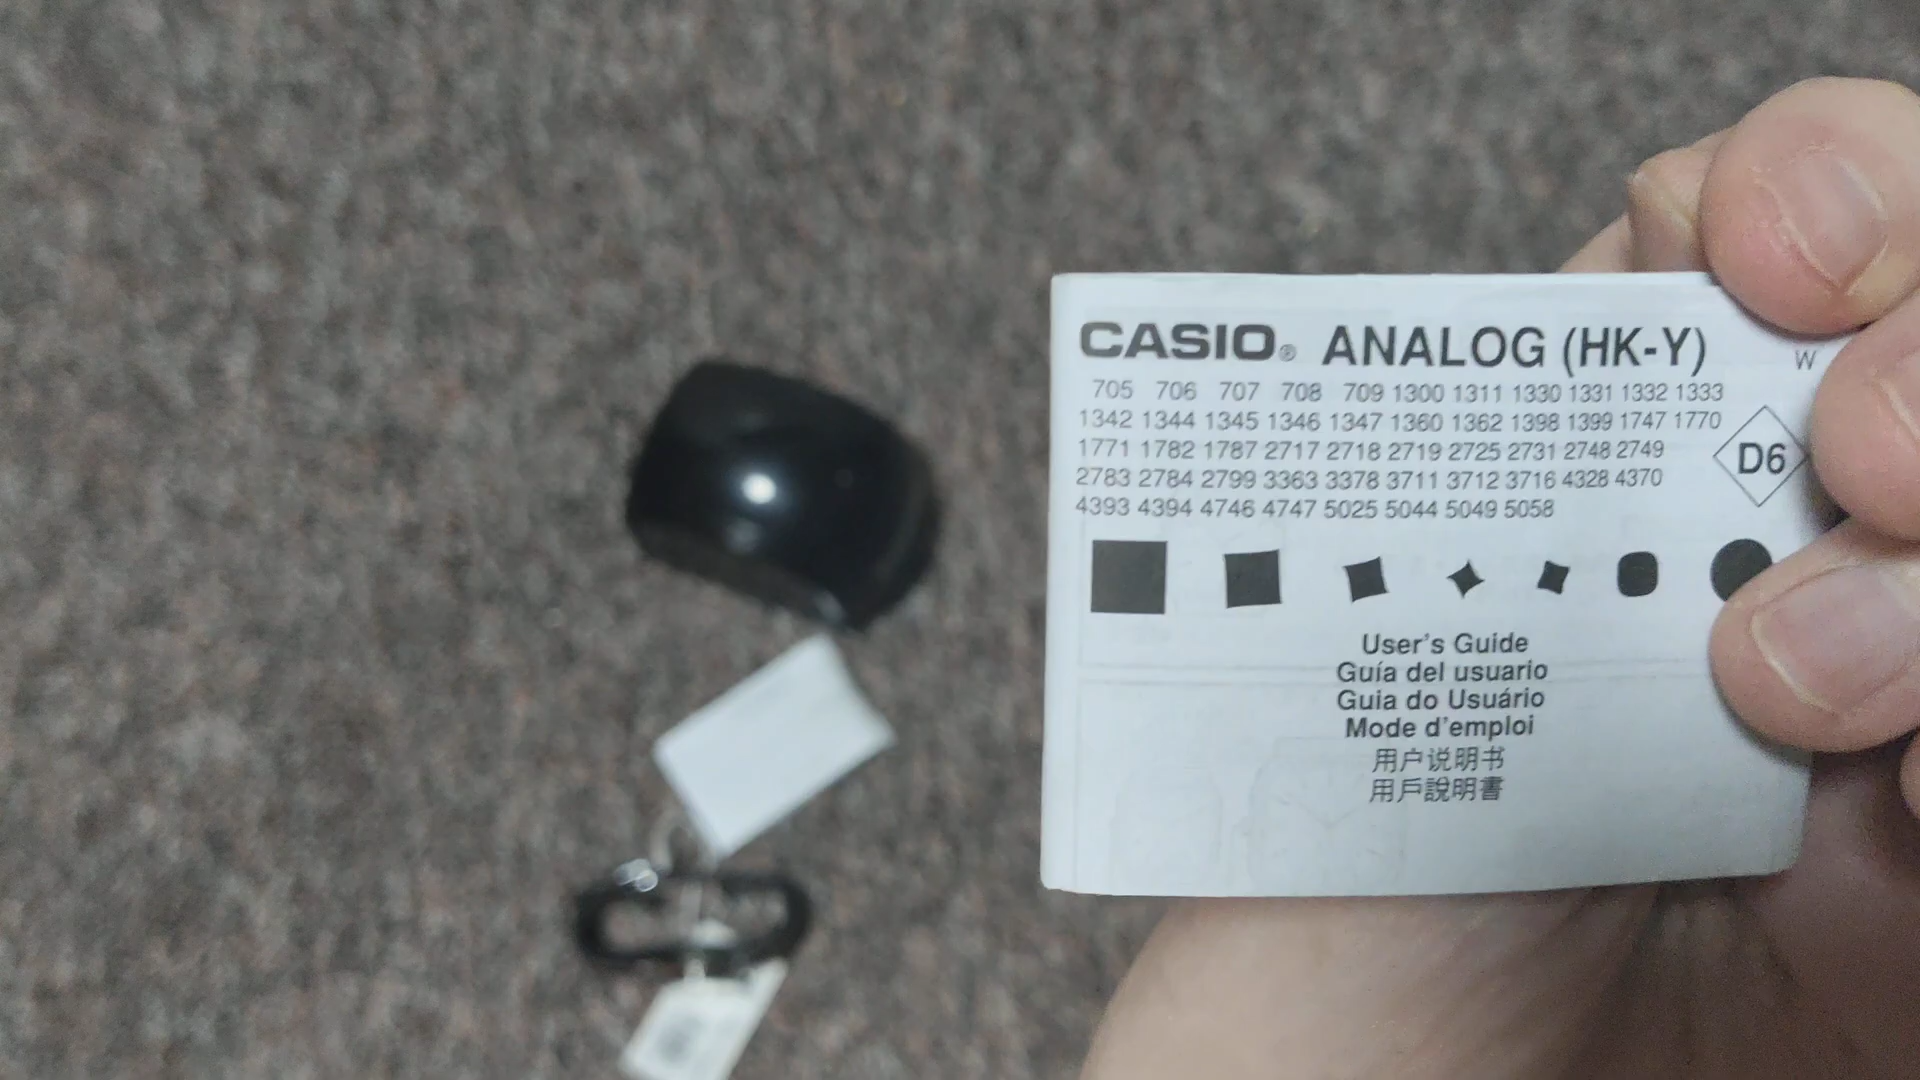 CASIO® ANALOG (HK-Y)
W
705 706 707 708 709 1300 1311 1330 1331 1332 1333
1342 1344 1345 1346 1347 1360 1362 1398 1399 1747 1770
1771 1782 1787 2717 2718 2719 2725 2731 2748 2749
2783 2784 2799 3363 3378 3711 3712 3716 4328 4370
4393 4394 4746 4747 5025 5044 5049 5058
D6
User's Guide
Guía del usuario
Guia do Usuário
Mode d'emploi
用户说明书
用戶說明書